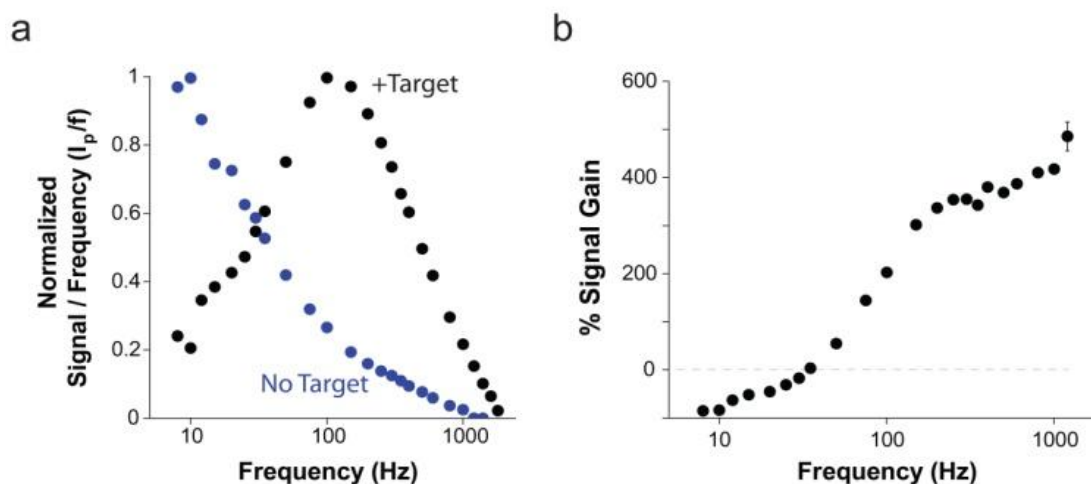 a
Normalized
Signal / Frequency (Ip/f)
1
0.8
0.6
0.4
0.2
0
+Target
No Target
10
100
1000
Frequency (Hz)
b
% Signal Gain
600
400
200
0
10
100
1000
Frequency (Hz)